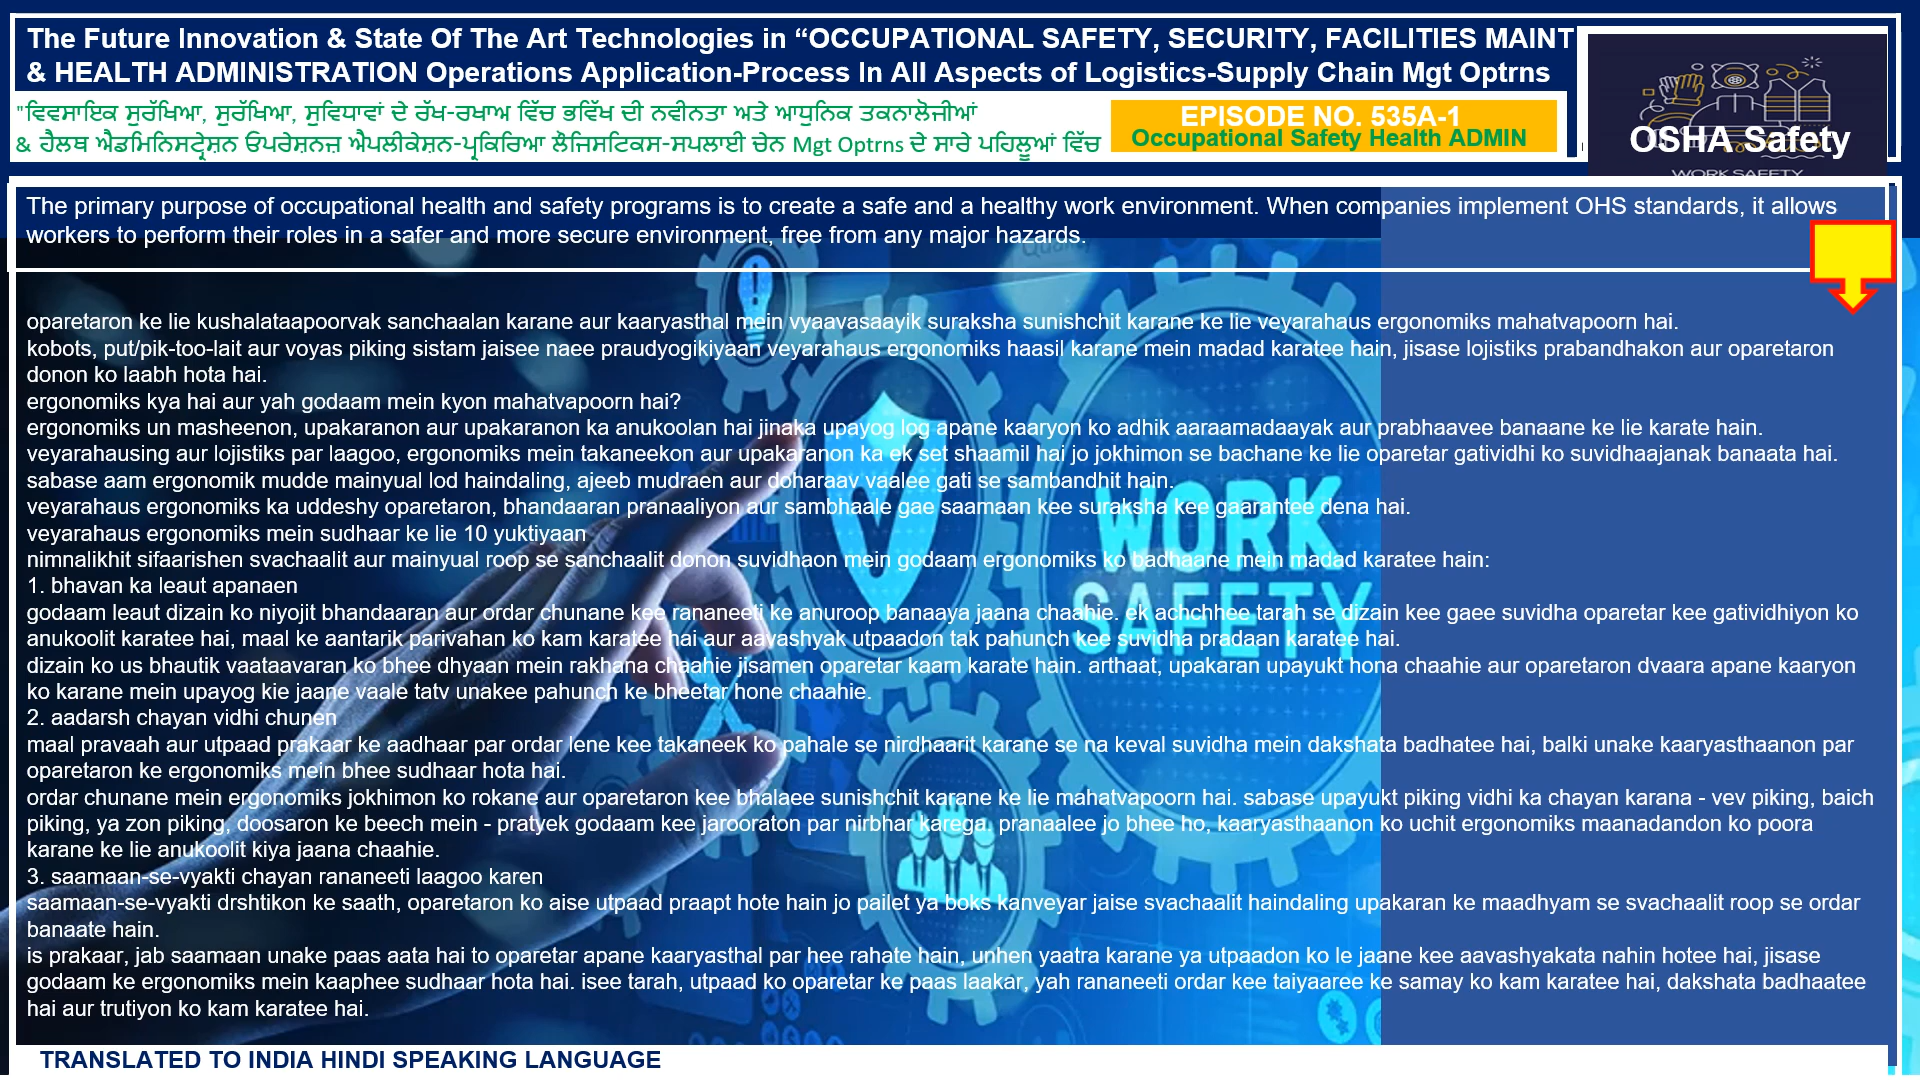 The Future Innovation & State Of The Art Technologies in “OCCUPATIONAL SAFETY, SECURITY, FACILITIES MAINT
& HEALTH ADMINISTRATION Operations Application-Process In All Aspects of Logistics-Supply Chain Mgt Optrns
"ਵਿਵਸਾਇਕ ਸੁਰੱਖਿਆ, ਸੁਰੱਖਿਆ, ਸੁਵਿਧਾਵਾਂ ਦੇ ਰੱਖ-ਰਖਾਅ ਵਿੱਚ ਭਵਿੱਖ ਦੀ ਨਵੀਨਤਾ ਅਤੇ ਆਧੁਨਿਕ ਤਕਨਾਲੋਜੀਆਂ
& ਹੈਲਥ ਐਡਮਿਨਿਸਟ੍ਰੇਸ਼ਨ ਓਪਰੇਸ਼ਨਜ਼ ਐਪਲੀਕੇਸ਼ਨ-ਪ੍ਰਕਿਰਿਆ ਲੌਜਿਸਟਿਕਸ-ਸਪਲਾਈ ਚੇਨ Mgt Optrns ਦੇ ਸਾਰੇ ਪਹਿਲੂਆਂ ਵਿੱਚ
EPISODE NO. 535A-1
Occupational Safety Health ADMIN
OSHA Safety
WORK SAFETY
The primary purpose of occupational health and safety programs is to create a safe and a healthy work environment. When companies implement OHS standards, it allows
workers to perform their roles in a safer and more secure environment, free from any major hazards.
oparetaron ke lie kushalataapoorvak sanchaalan karane aur kaaryasthal mein vyaavasaayik suraksha sunishchit karane ke lie veyarahaus ergonomiks mahatvapoorn hai.
kobots, put/pik-too-lait aur voyas piking sistam jaisee naee praudyogikiyaan veyarahaus ergonomiks haasil karane mein madad karatee hain, jisase lojistiks prabandhakon aur oparetaron
donon ko laabh hota hai.
ergonomiks kya hai aur yah godaam mein kyon mahatvapoorn hai?
ergonomiks un masheenon, upakaranon aur upakaranon ka anukoolan hai jinaka upayog log apane kaaryon ko adhik aaraamadaayak aur prabhaavee banaane ke lie karate hain.
veyarahausing aur lojistiks par laagoo, ergonomiks mein takaneekon aur upakaranon ka ek set shaamil hai jo jokhimon se bachane ke lie oparetar gatividhi ko suvidhaajanak banaata hai.
sabase aam ergonomik mudde mainyual lod haindaling, ajeeb mudraen aur doharaav vaalee gati se sambandhit hain.
veyarahaus ergonomiks ka uddeshy oparetaron, bhandaaran pranaaliyon aur sambhaale gae saamaan kee suraksha kee gaarantee dena hai.
veyarahaus ergonomiks mein sudhaar ke lie 10 yuktiyaan
nimnalikhit sifaarishen svachaalit aur mainyual roop se sanchaalit donon suvidhaon mein godaam ergonomiks ko badhaane mein madad karatee hain:
1. bhavan ka leaut apanaen
godaam leaut dizain ko niyojit bhandaaran aur ordar chunane kee rananeeti ke anuroop banaaya jaana chaahie. ek achchhee tarah se dizain kee gaee suvidha oparetar kee gatividhiyon ko
anukoolit karatee hai, maal ke aantarik parivahan ko kam karatee hai aur aavashyak utpaadon tak pahunch kee suvidha pradaan karatee hai.
dizain ko us bhautik vaataavaran ko bhee dhyaan mein rakhana chaahie jisamen oparetar kaam karate hain. arthaat, upakaran upayukt hona chaahie aur oparetaron dvaara apane kaaryon
ko karane mein upayog kie jaane vaale tatv unakee pahunch ke bheetar hone chaahie.
2. aadarsh chayan vidhi chunen
maal pravaah aur utpaad prakaar ke aadhaar par ordar lene kee takaneek ko pahale se nirdhaarit karane se na keval suvidha mein dakshata badhatee hai, balki unake kaaryasthaanon par
oparetaron ke ergonomiks mein bhee sudhaar hota hai.
ordar chunane mein ergonomiks jokhimon ko rokane aur oparetaron kee bhalaee sunishchit karane ke lie mahatvapoorn hai. sabase upayukt piking vidhi ka chayan karana - vev piking, baich
piking, ya zon piking, doosaron ke beech mein - pratyek godaam kee jarooraton par nirbhar karega. pranaalee jo bhee ho, kaaryasthaanon ko uchit ergonomiks maanadandon ko poora
karane ke lie anukoolit kiya jaana chaahie.
3. saamaan-se-vyakti chayan rananeeti laagoo karen
saamaan-se-vyakti drshtikon ke saath, oparetaron ko aise utpaad praapt hote hain jo pailet ya boks kanveyar jaise svachaalit haindaling upakaran ke maadhyam se svachaalit roop se ordar
banaate hain.
is prakaar, jab saamaan unake paas aata hai to oparetar apane kaaryasthal par hee rahate hain, unhen yaatra karane ya utpaadon ko le jaane kee aavashyakata nahin hotee hai, jisase
godaam ke ergonomiks mein kaaphee sudhaar hota hai. isee tarah, utpaad ko oparetar ke paas laakar, yah rananeeti ordar kee taiyaaree ke samay ko kam karatee hai, dakshata badhaatee
hai aur trutiyon ko kam karatee hai.
WORK
SAFETY
TRANSLATED TO INDIA HINDI SPEAKING LANGUAGE